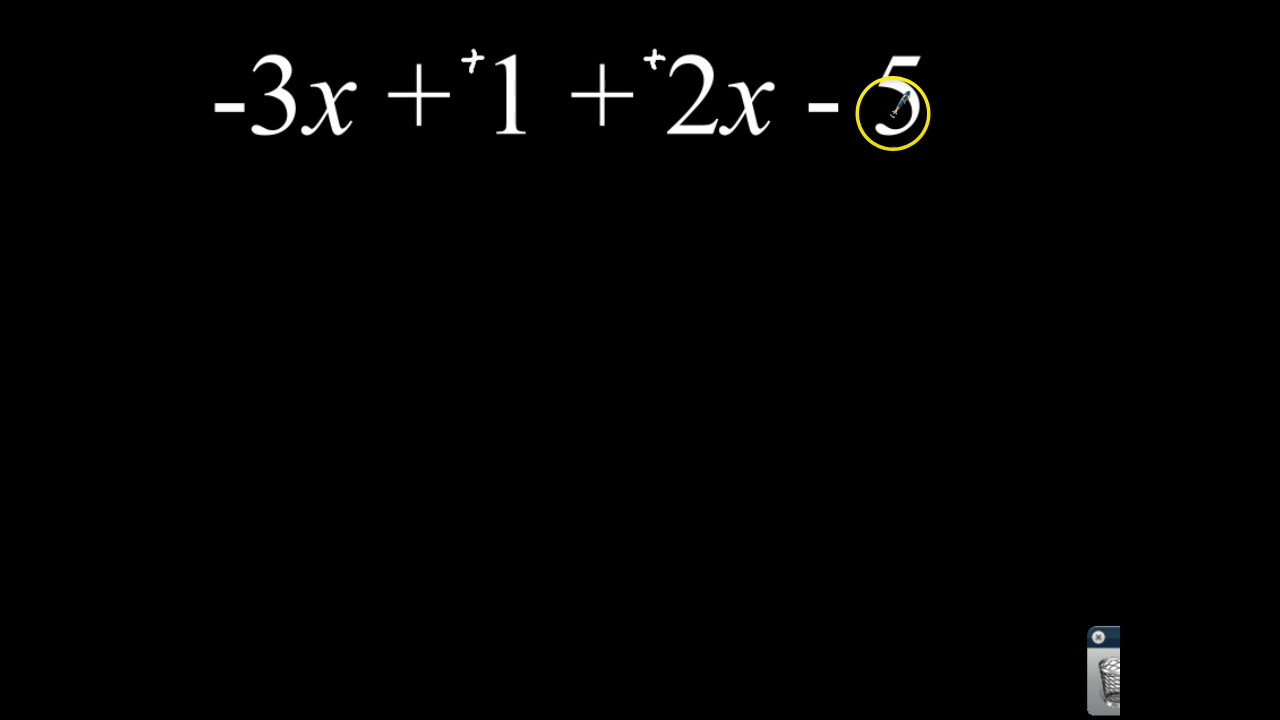 -3x + ⁺1 + ⁺2x - 5